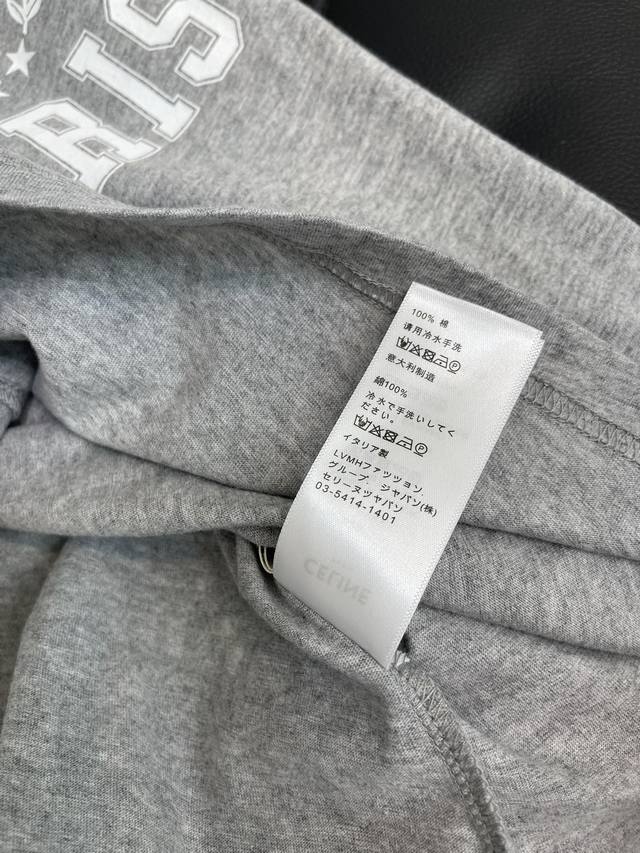 RIS
100% 棉
请用冷水手洗
意大利制造
綿100%
冷水で手洗いしてく
ださい。
イタリア製
LVMHファッツョン.
グループ. ジャパン(株)
セリーヌツャパン
03-5414-1401
CELINE